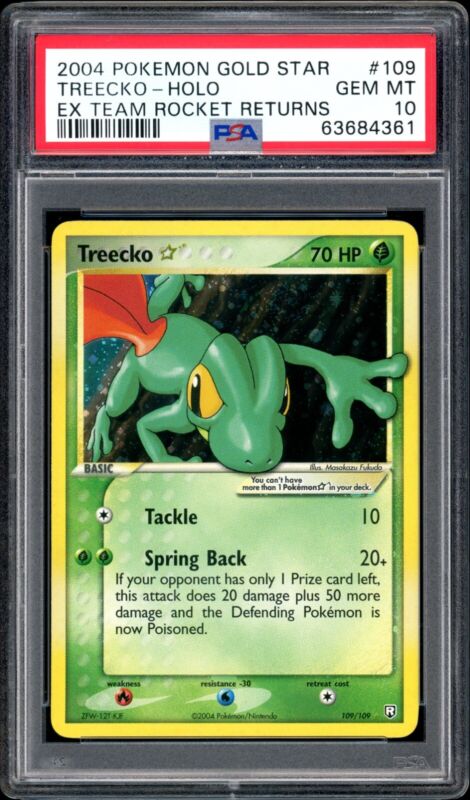 2004 POKEMON GOLD STAR #109
TREECKO - HOLO GEM MT
EX TEAM ROCKET RETURNS 10
PSA 63684361
Treecko 70 HP
BASIC Illus. Masakazu Fukuda
You can't have
more than 1 Pokémon☆ in your deck.
Tackle 10
Spring Back 20+
If your opponent has only 1 Prize card left,
this attack does 20 damage plus 50 more
damage and the Defending Pokémon is
now Poisoned.
weakness resistance -30 retreat cost
©2004 Pokémon/Nintendo 109/109 R
PSA